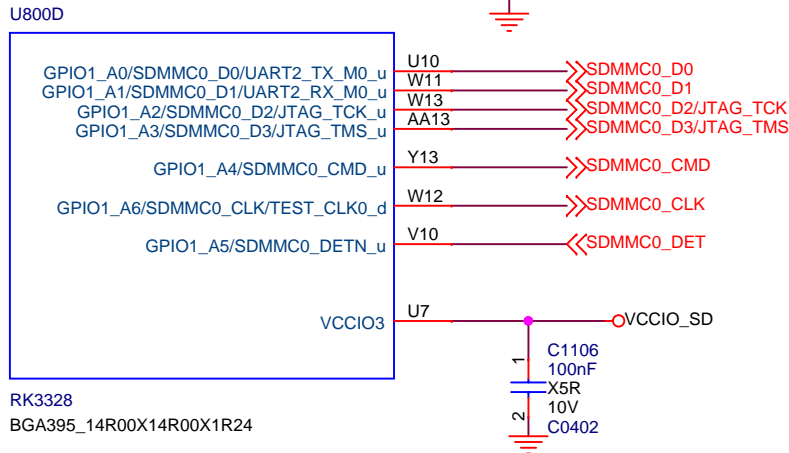 U800D
GPIO1_A0/SDMMC0_D0/UART2_TX_M0_u U10 SDMMC0_D0
GPIO1_A1/SDMMC0_D1/UART2_RX_M0_u W11 SDMMC0_D1
GPIO1_A2/SDMMC0_D2/JTAG_TCK_u W13 SDMMC0_D2/JTAG_TCK
GPIO1_A3/SDMMC0_D3/JTAG_TMS_u AA13 SDMMC0_D3/JTAG_TMS
GPIO1_A4/SDMMC0_CMD_u Y13 SDMMC0_CMD
GPIO1_A6/SDMMC0_CLK/TEST_CLK0_d W12 SDMMC0_CLK
GPIO1_A5/SDMMC0_DETN_u V10 SDMMC0_DET
VCCIO3 U7 VCCIO_SD
1 C1106
100nF
X5R
10V
2 C0402
RK3328
BGA395_14R00X14R00X1R24